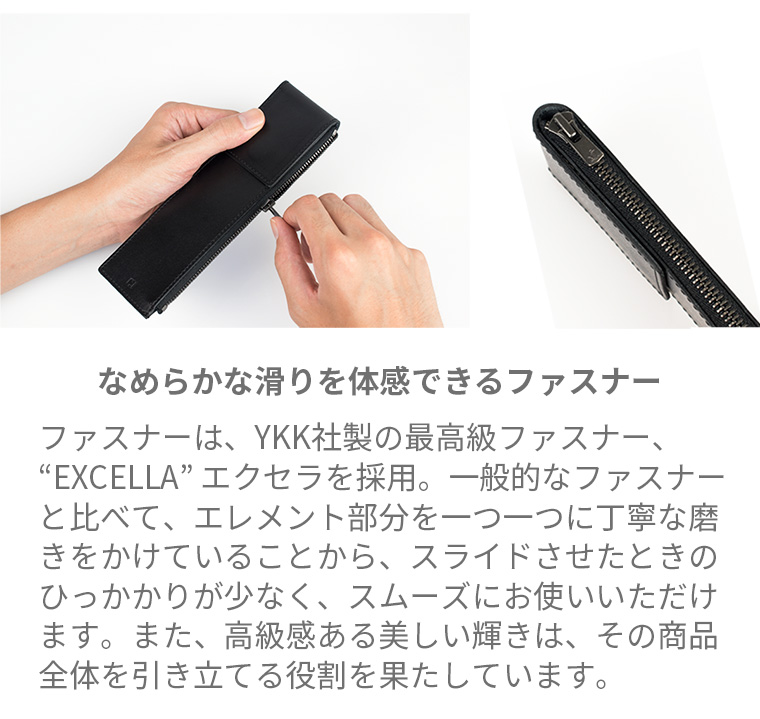 なめらかな滑りを体感できるファスナー
ファスナーは、YKK社製の最高級ファスナー、
“EXCELLA” エクセラを採用。一般的なファスナー
と比べて、エレメント部分を一つ一つに丁寧な磨
きをかけていることから、スライドさせたときの
ひっかかりが少なく、スムーズにお使いいただけ
ます。また、高級感ある美しい輝きは、その商品
全体を引き立てる役割を果たしています。